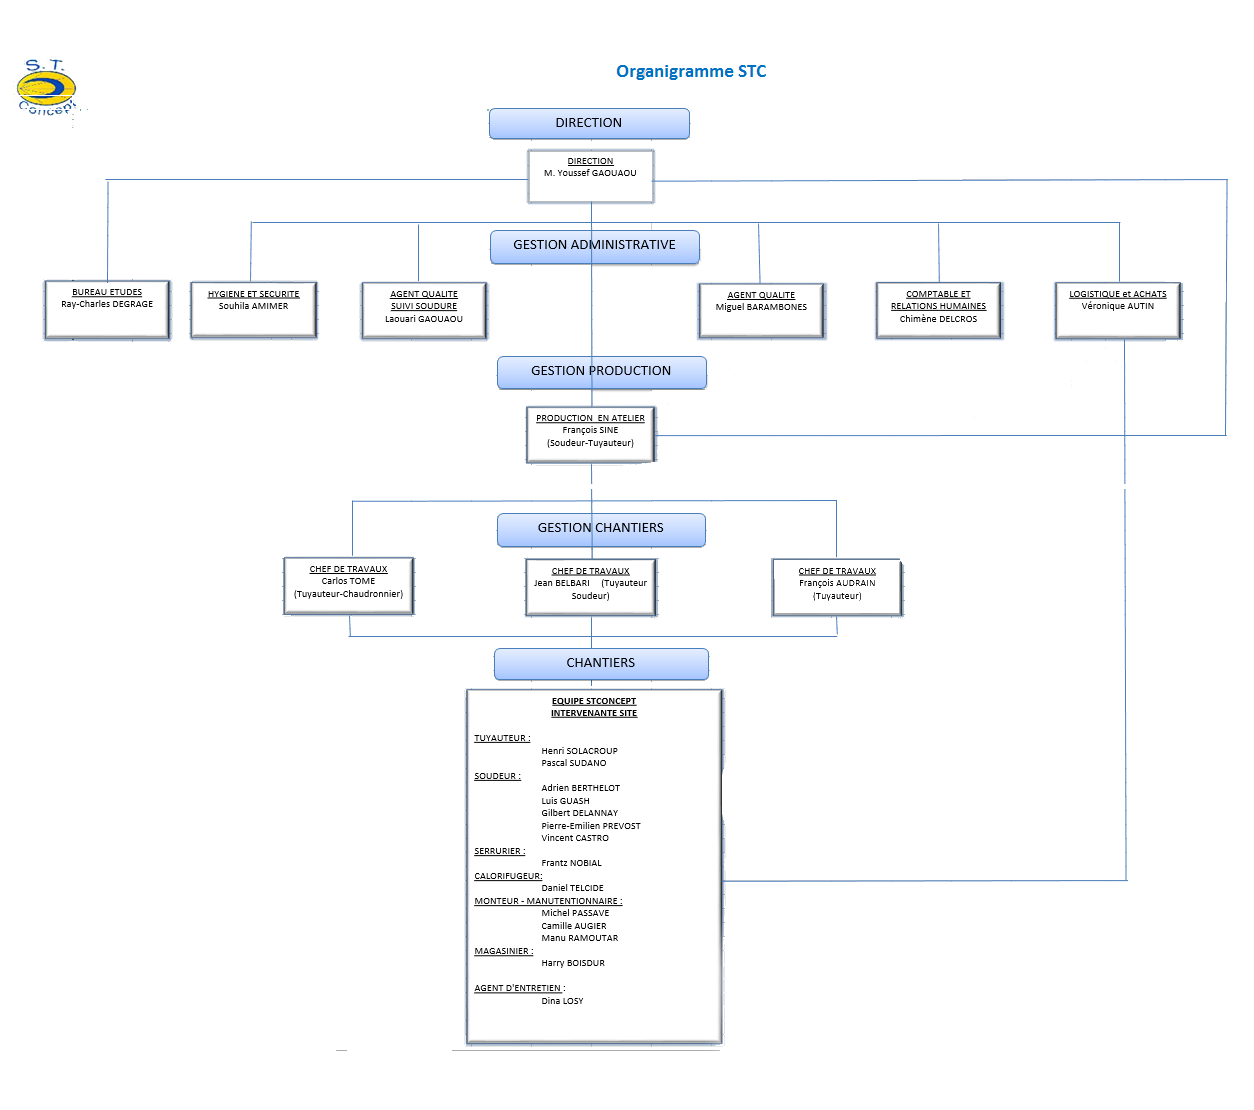 S. T.
Concept
Organigramme STC
DIRECTION
DIRECTION
M. Youssef GAOUAOU
GESTION ADMINISTRATIVE
BUREAU ETUDES
Ray-Charles DEGRAGE
HYGIENE ET SECURITE
Souhila AMIMER
AGENT QUALITE
SUIVI SOUDURE
Laouari GAOUAOU
AGENT QUALITE
Miguel BARAMBONES
COMPTABLE ET
RELATIONS HUMAINES
Chimène DELCROS
LOGISTIQUE et ACHATS
Véronique AUTIN
GESTION PRODUCTION
PRODUCTION EN ATELIER
François SINE
(Soudeur-Tuyauteur)
GESTION CHANTIERS
CHEF DE TRAVAUX
Carlos TOME
(Tuyauteur-Chaudronnier)
CHEF DE TRAVAUX
Jean BELBARI (Tuyauteur
Soudeur)
CHEF DE TRAVAUX
François AUDRAIN
(Tuyauteur)
CHANTIERS
EQUIPE STCONCEPT
INTERVENANTE SITE
TUYAUTEUR :
Henri SOLACROUP
Pascal SUDANO
SOUDEUR :
Adrien BERTHELOT
Luis GUASH
Gilbert DELANNAY
Pierre-Emilien PREVOST
Vincent CASTRO
SERRURIER :
Frantz NOBIAL
CALORIFUGEUR:
Daniel TELCIDE
MONTEUR - MANUTENTIONNAIRE :
Michel PASSAVE
Camille AUGIER
Manu RAMOUTAR
MAGASINIER :
Harry BOISDUR
AGENT D'ENTRETIEN :
Dina LOSY